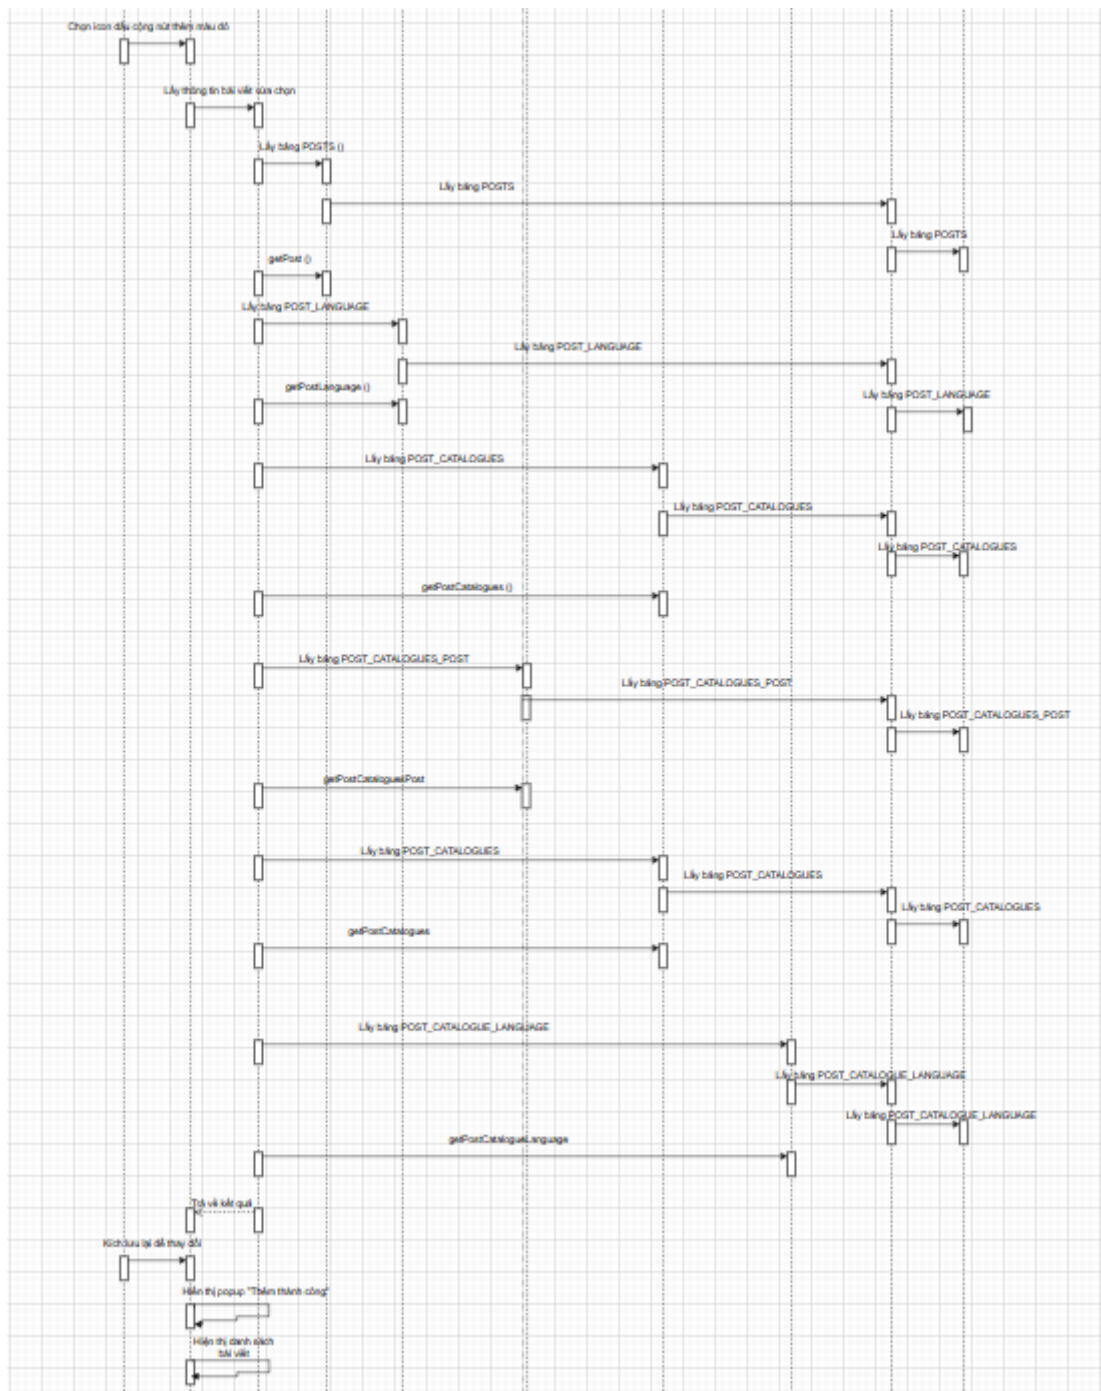 Chọn icon dấu cộng nút thêm màu đỏ
Lấy thông tin bài viết vừa chọn
Lấy bảng POSTS ()
Lấy bảng POSTS
Lấy bảng POSTS
getPost ()
Lấy bảng POST_LANGUAGE
Lấy bảng POST_LANGUAGE
getPostLanguage ()
Lấy bảng POST_LANGUAGE
Lấy bảng POST_CATALOGUES
Lấy bảng POST_CATALOGUES
Lấy bảng POST_CATALOGUES
getPostCatalogues ()
Lấy bảng POST_CATALOGUES_POST
Lấy bảng POST_CATALOGUES_POST
Lấy bảng POST_CATALOGUES_POST
getPostCataloguePost
Lấy bảng POST_CATALOGUES
Lấy bảng POST_CATALOGUES
Lấy bảng POST_CATALOGUES
getPostCatalogues
Lấy bảng POST_CATALOGUE_LANGUAGE
Lấy bảng POST_CATALOGUE_LANGUAGE
Lấy bảng POST_CATALOGUE_LANGUAGE
getPostCatalogueLanguage
Trả về kết quả
Kích lưu lại để thay đổi
Hiển thị popup "Thêm thành công"
Hiện thị danh sách
bài viết